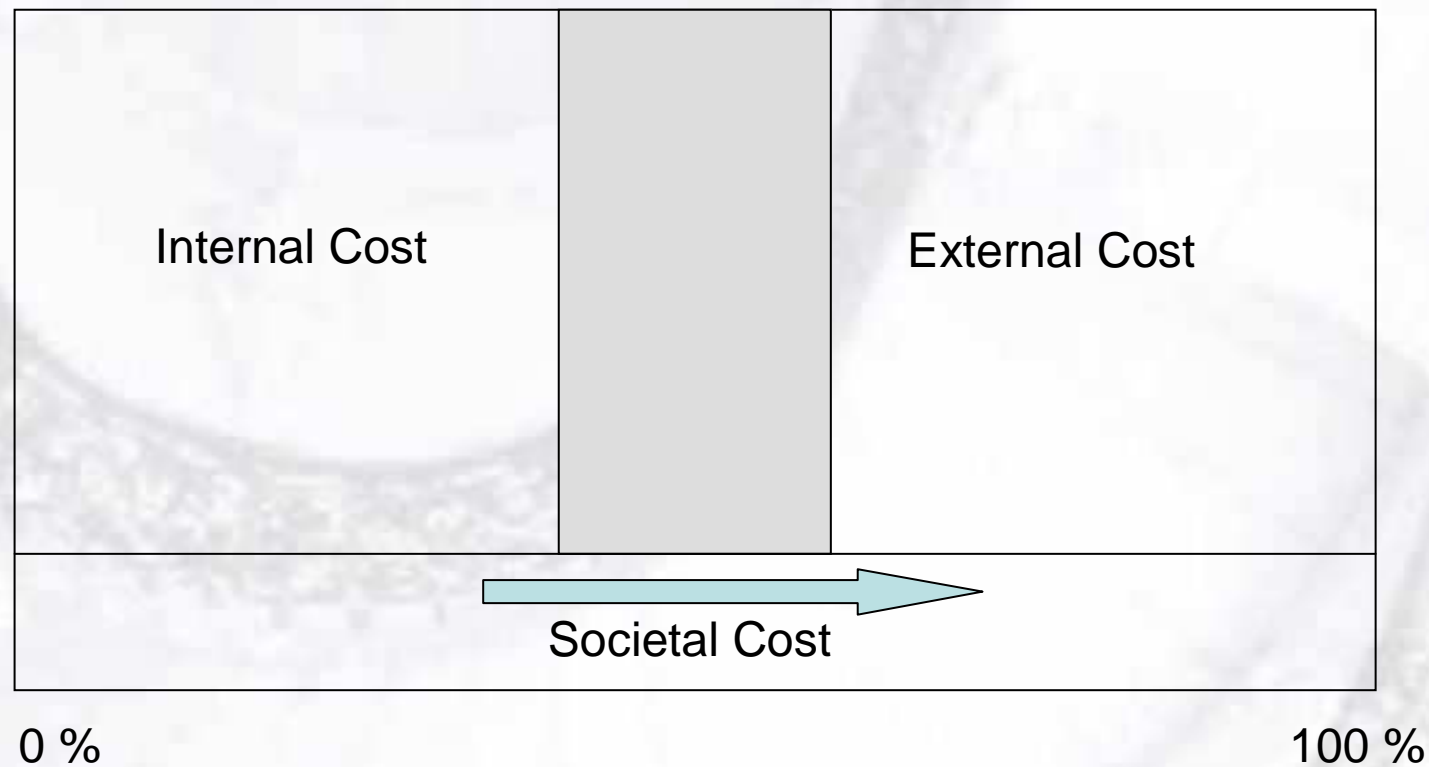 Internal Cost
External Cost
Societal Cost
0 %
100 %